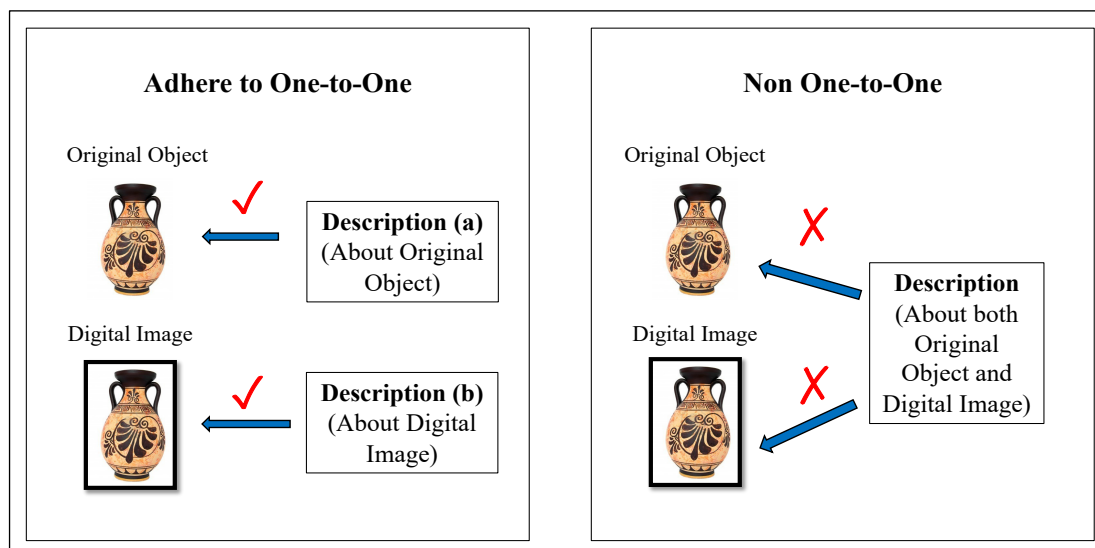 Adhere to One-to-One
Original Object
Description (a)
(About Original
Object)
Digital Image
Description (b)
(About Digital
Image)
Non One-to-One
Original Object
Description
(About both
Original
Object and
Digital Image)
Digital Image